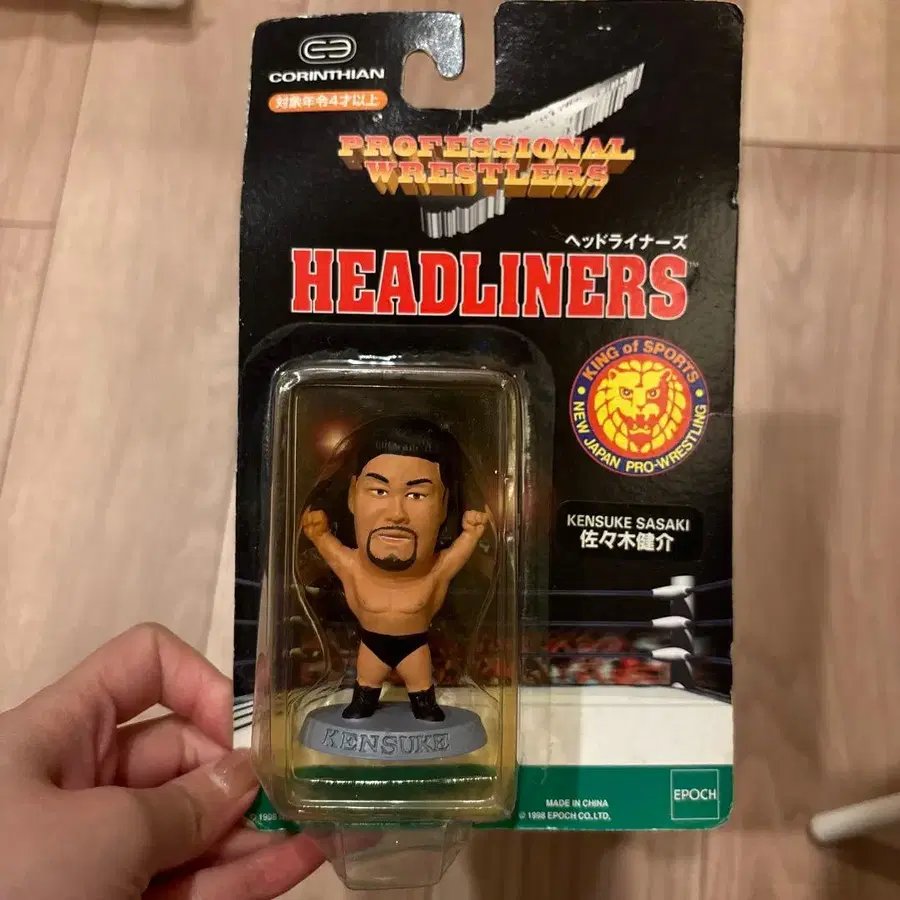 CORINTHIAN
対象年令4才以上
PROFESSIONAL
WRESTLERS
ヘッドライナーズ
HEADLINERS™
KING of SPORTS
NEW JAPAN PRO-WRESTLING
KENSUKE SASAKI
佐々木健介
KENSUKE
MADE IN CHINA
© 1998 EPOCH CO.,LTD.
EPOCH
© 1998